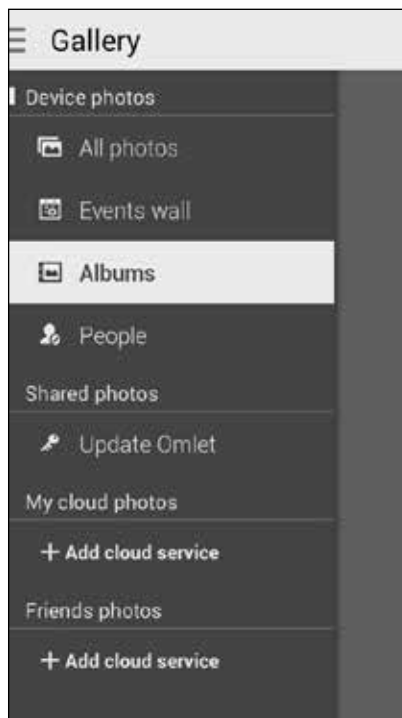 Gallery
Device photos
All photos
Events wall
Albums
People
Shared photos
Update Omlet
My cloud photos
+ Add cloud service
Friends photos
+ Add cloud service